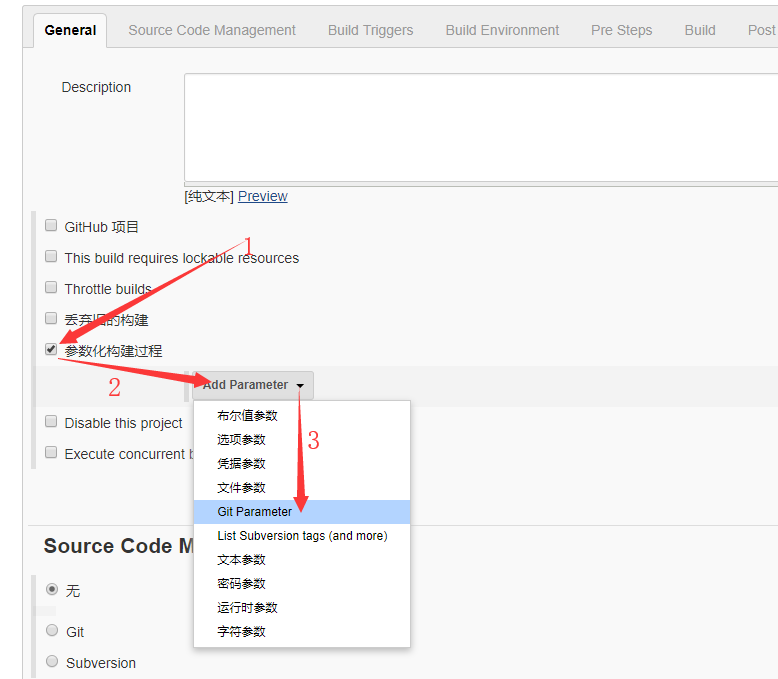 General Source Code Management Build Triggers Build Environment Pre Steps Build Post
Description
[纯文本] Preview
GitHub 项目
1
This build requires lockable resources
Throttle builds
丢弃旧的构建
参数化构建过程
2
Add Parameter
Disable this project
布尔值参数
选项参数
3
Execute concurrent b
凭据参数
文件参数
Git Parameter
List Subversion tags (and more)
文本参数
密码参数
运行时参数
字符参数
Source Code M
无
Git
Subversion